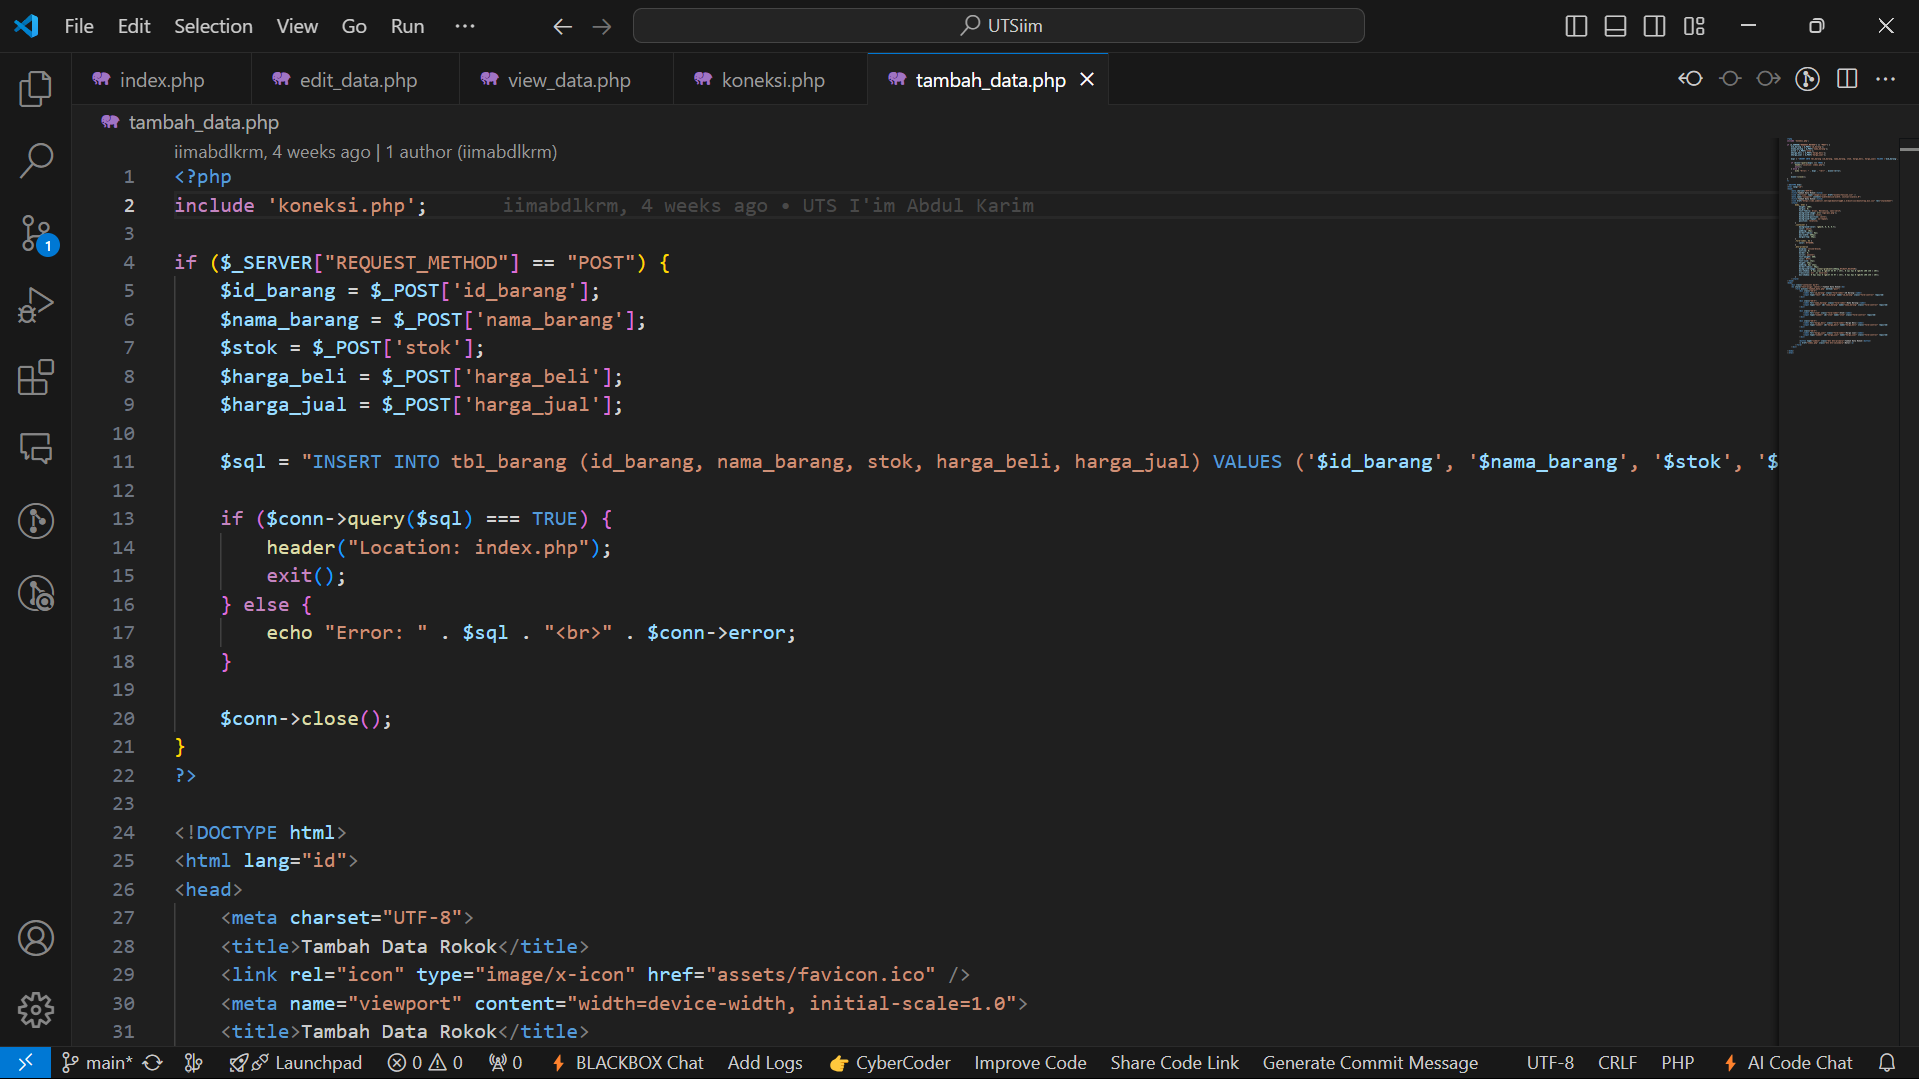 File Edit Selection View Go Run ··· UTSiim
index.php edit_data.php view_data.php koneksi.php tambah_data.php
tambah_data.php
iimabdlkrm, 4 weeks ago | 1 author (iimabdlkrm)
1 <?php
2 include 'koneksi.php'; iimabdlkrm, 4 weeks ago • UTS I'im Abdul Karim
3
4 if ($_SERVER["REQUEST_METHOD"] == "POST") {
5 $id_barang = $_POST['id_barang'];
6 $nama_barang = $_POST['nama_barang'];
7 $stok = $_POST['stok'];
8 $harga_beli = $_POST['harga_beli'];
9 $harga_jual = $_POST['harga_jual'];
10
11 $sql = "INSERT INTO tbl_barang (id_barang, nama_barang, stok, harga_beli, harga_jual) VALUES ('$id_barang', '$nama_barang', '$stok', '$
12
13 if ($conn->query($sql) === TRUE) {
14 header("Location: index.php");
15 exit();
16 } else {
17 echo "Error: " . $sql . "<br>" . $conn->error;
18 }
19
20 $conn->close();
21 }
22 ?>
23
24 <!DOCTYPE html>
25 <html lang="id">
26 <head>
27 <meta charset="UTF-8">
28 <title>Tambah Data Rokok</title>
29 <link rel="icon" type="image/x-icon" href="assets/favicon.ico" />
30 <meta name="viewport" content="width=device-width, initial-scale=1.0">
31 <title>Tambah Data Rokok</title>
1
main* Launchpad 0 0 0 BLACKBOX Chat Add Logs CyberCoder Improve Code Share Code Link Generate Commit Message UTF-8 CRLF PHP AI Code Chat